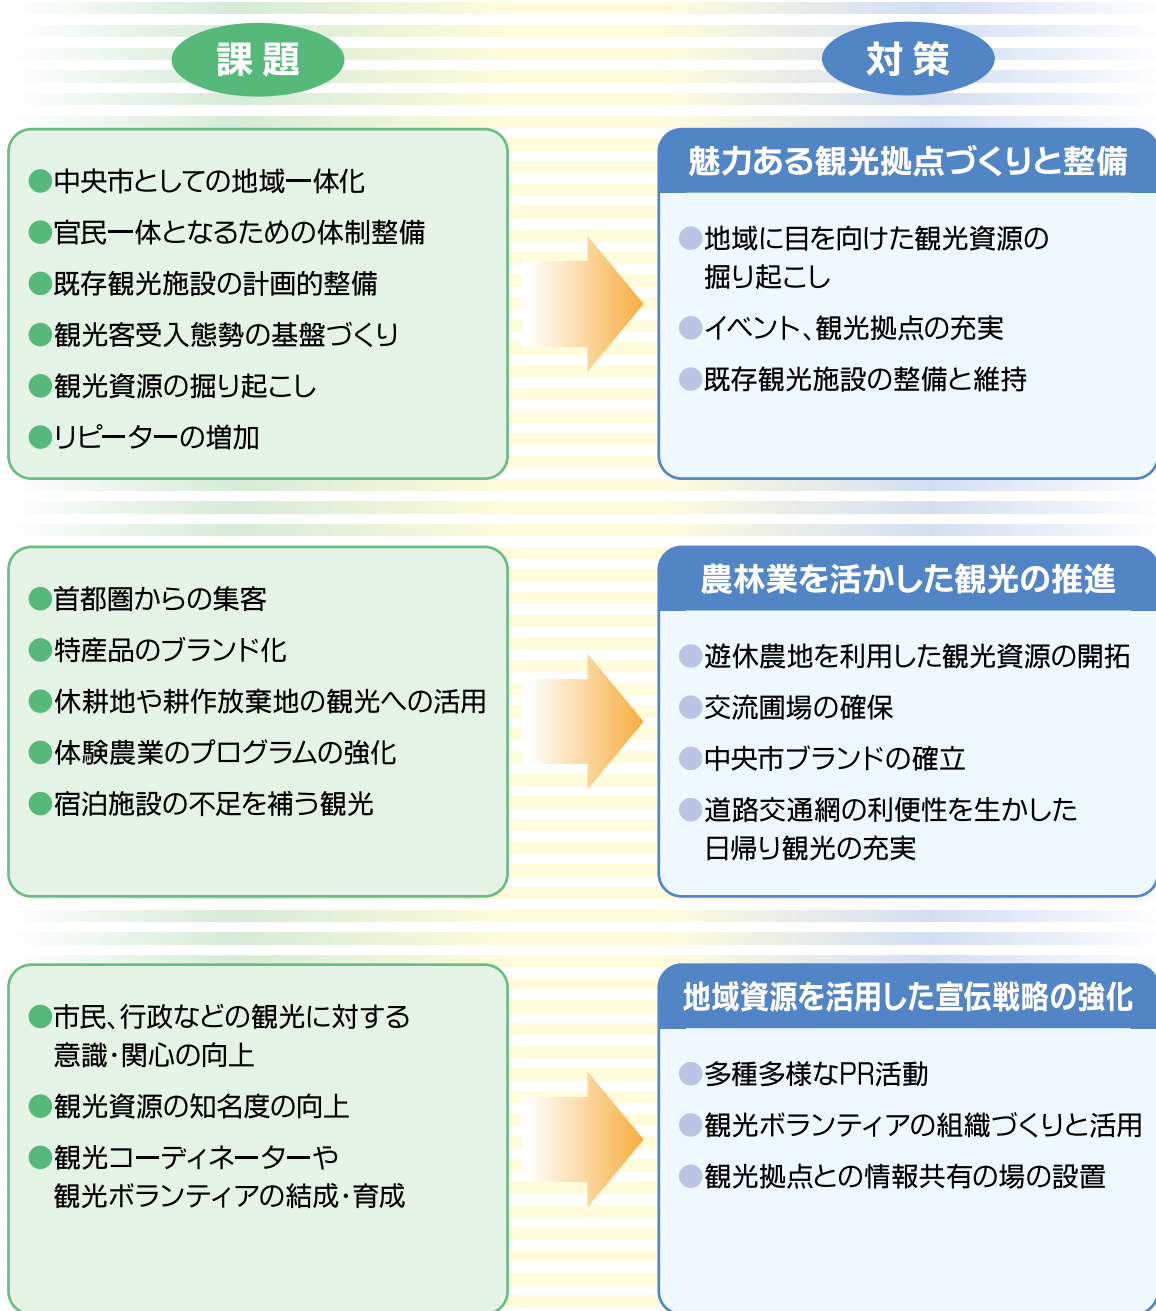 課題
対策
●中央市としての地域一体化
●官民一体となるための体制整備
●既存観光施設の計画的整備
●観光客受入態勢の基盤づくり
●観光資源の掘り起こし
●リピーターの増加
魅力ある観光拠点づくりと整備
●地域に目を向けた観光資源の
掘り起こし
●イベント、観光拠点の充実
●既存観光施設の整備と維持
●首都圏からの集客
●特産品のブランド化
●休耕地や耕作放棄地の観光への活用
●体験農業のプログラムの強化
●宿泊施設の不足を補う観光
農林業を活かした観光の推進
●遊休農地を利用した観光資源の開拓
●交流圃場の確保
●中央市ブランドの確立
●道路交通網の利便性を生かした
日帰り観光の充実
●市民、行政などの観光に対する
意識・関心の向上
●観光資源の知名度の向上
●観光コーディネーターや
観光ボランティアの結成・育成
地域資源を活用した宣伝戦略の強化
●多種多様なPR活動
●観光ボランティアの組織づくりと活用
●観光拠点との情報共有の場の設置